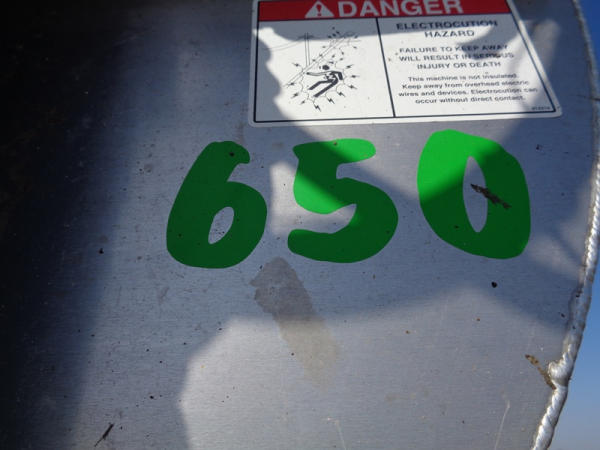 DANGER
ELECTROCUTION
HAZARD
FAILURE TO KEEP AWAY
WILL RESULT IN SERIOUS
INJURY OR DEATH
This machine is not insulated.
Keep away from overhead electric
wires and devices. Electrocution can
occur without direct contact.
650